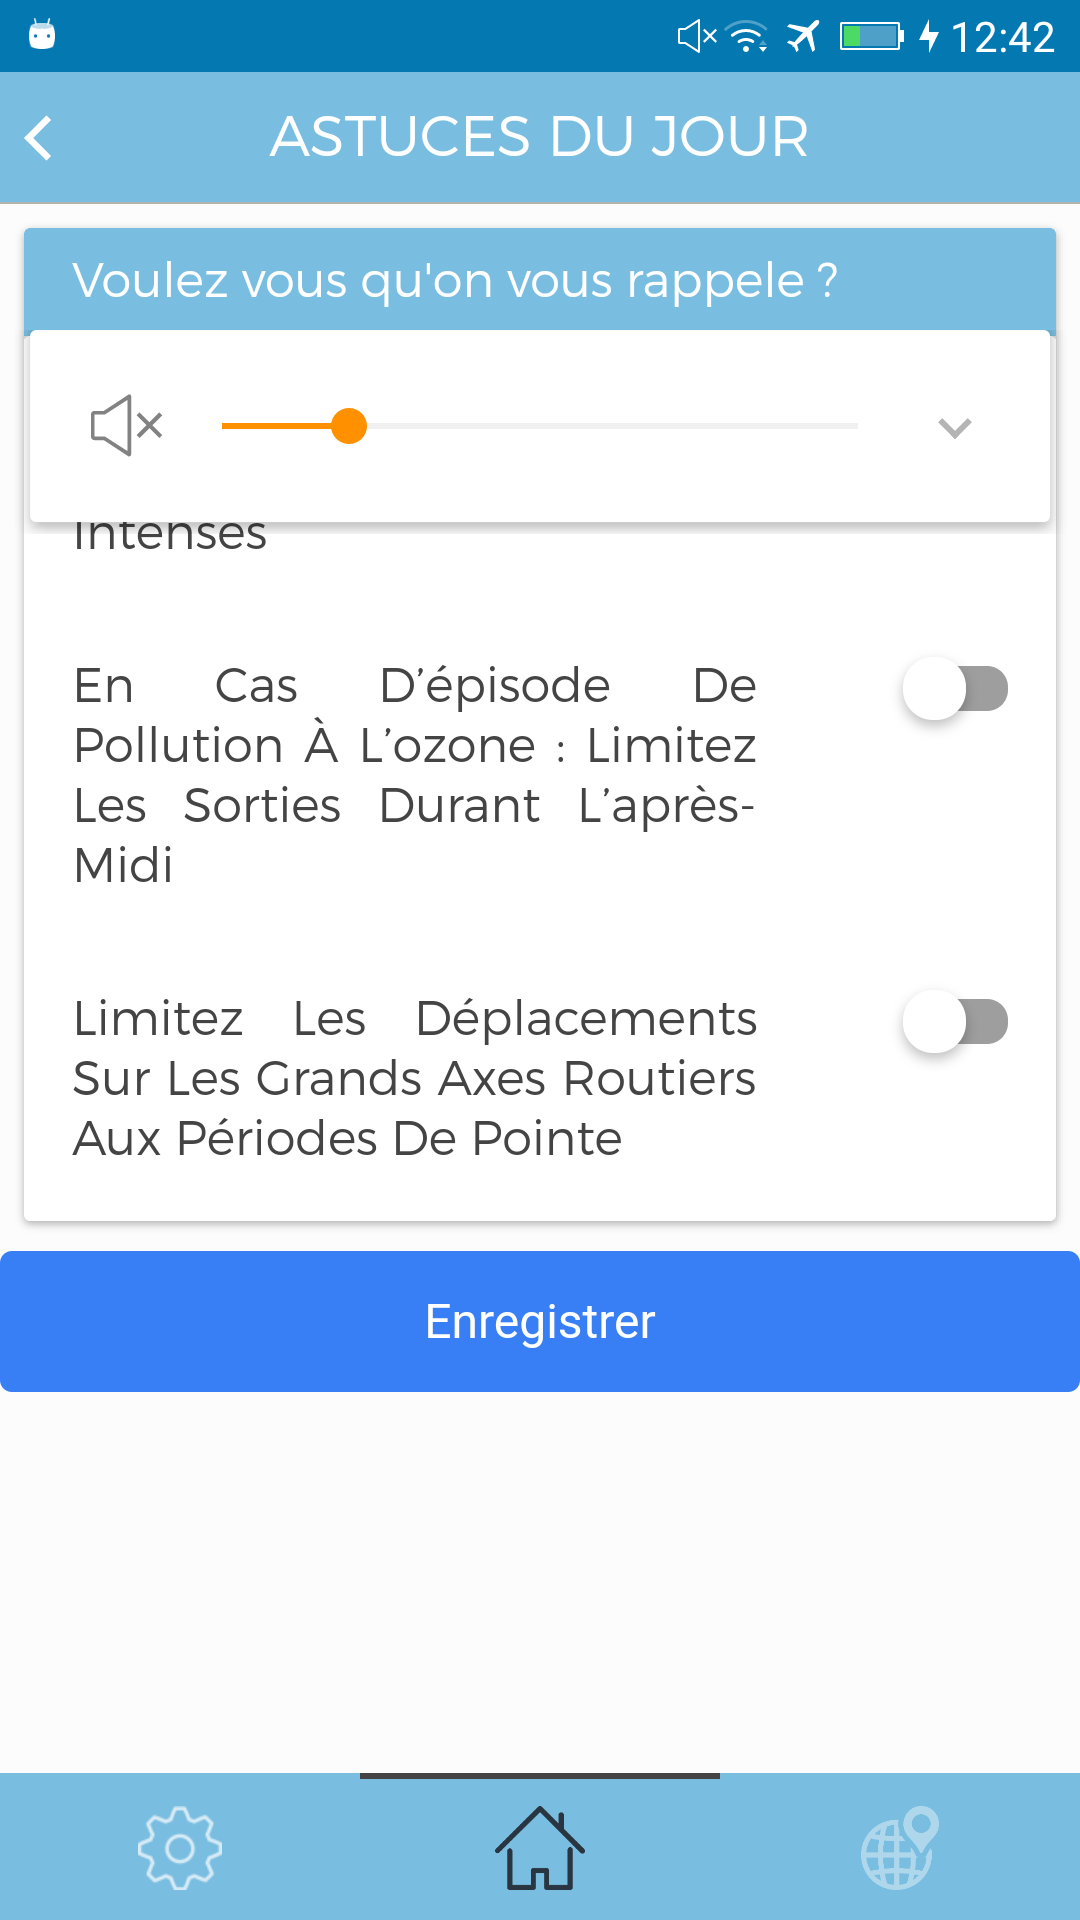 12:42
ASTUCES DU JOUR
Voulez vous qu'on vous rappele ?
Intenses
En Cas D’épisode De
Pollution À L’ozone : Limitez
Les Sorties Durant L’après-
Midi
Limitez Les Déplacements
Sur Les Grands Axes Routiers
Aux Périodes De Pointe
Enregistrer